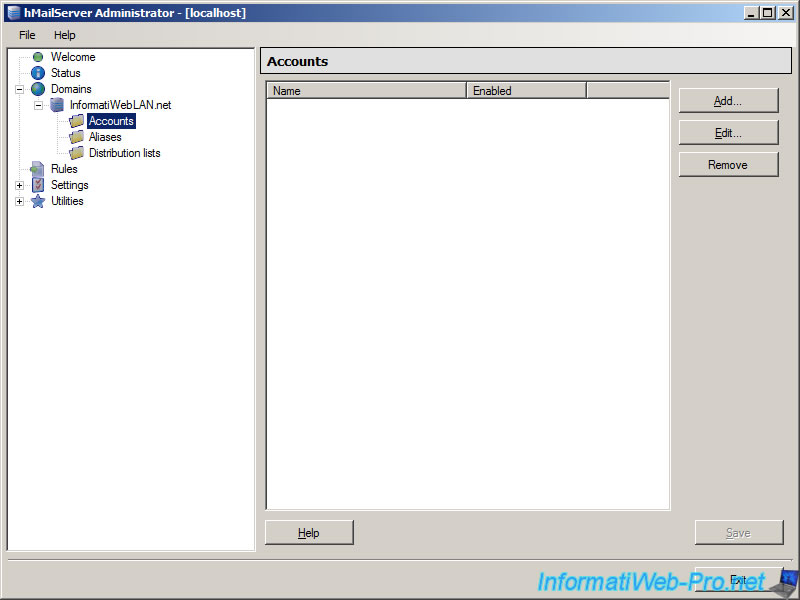 hMailServer Administrator - [localhost]
File Help
Welcome
Status
Domains
InformatiWebLAN.net
Accounts
Aliases
Distribution lists
Rules
Settings
Utilities
Accounts
Name Enabled
Add...
Edit...
Remove
Help
Save
Exit
InformatiWeb-Pro.net